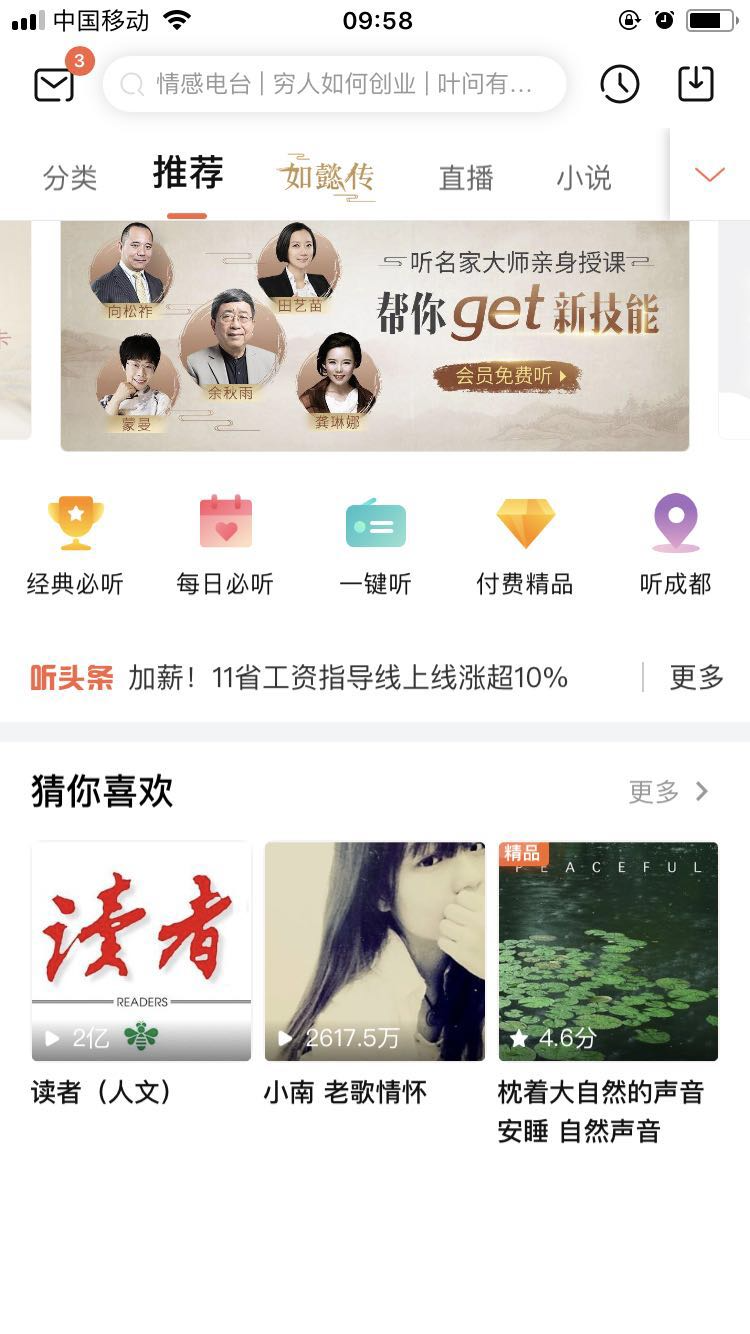 中国移动
09:58
3
情感电台 | 穷人如何创业 | 叶问有...
分类
推荐
如懿传
直播
小说
卡
向松祚
田艺苗
余秋雨
蒙曼
龚琳娜
听名家大师亲身授课
帮你get新技能
会员免费听
经典必听
每日必听
一键听
付费精品
听成都
听头条 加薪！11省工资指导线上线涨超10%
更多
猜你喜欢
更多
读者
READERS
2亿
2617.5万
精品
PEACEFUL
4.6分
读者（人文）
小南 老歌情怀
枕着大自然的声音
安睡 自然声音